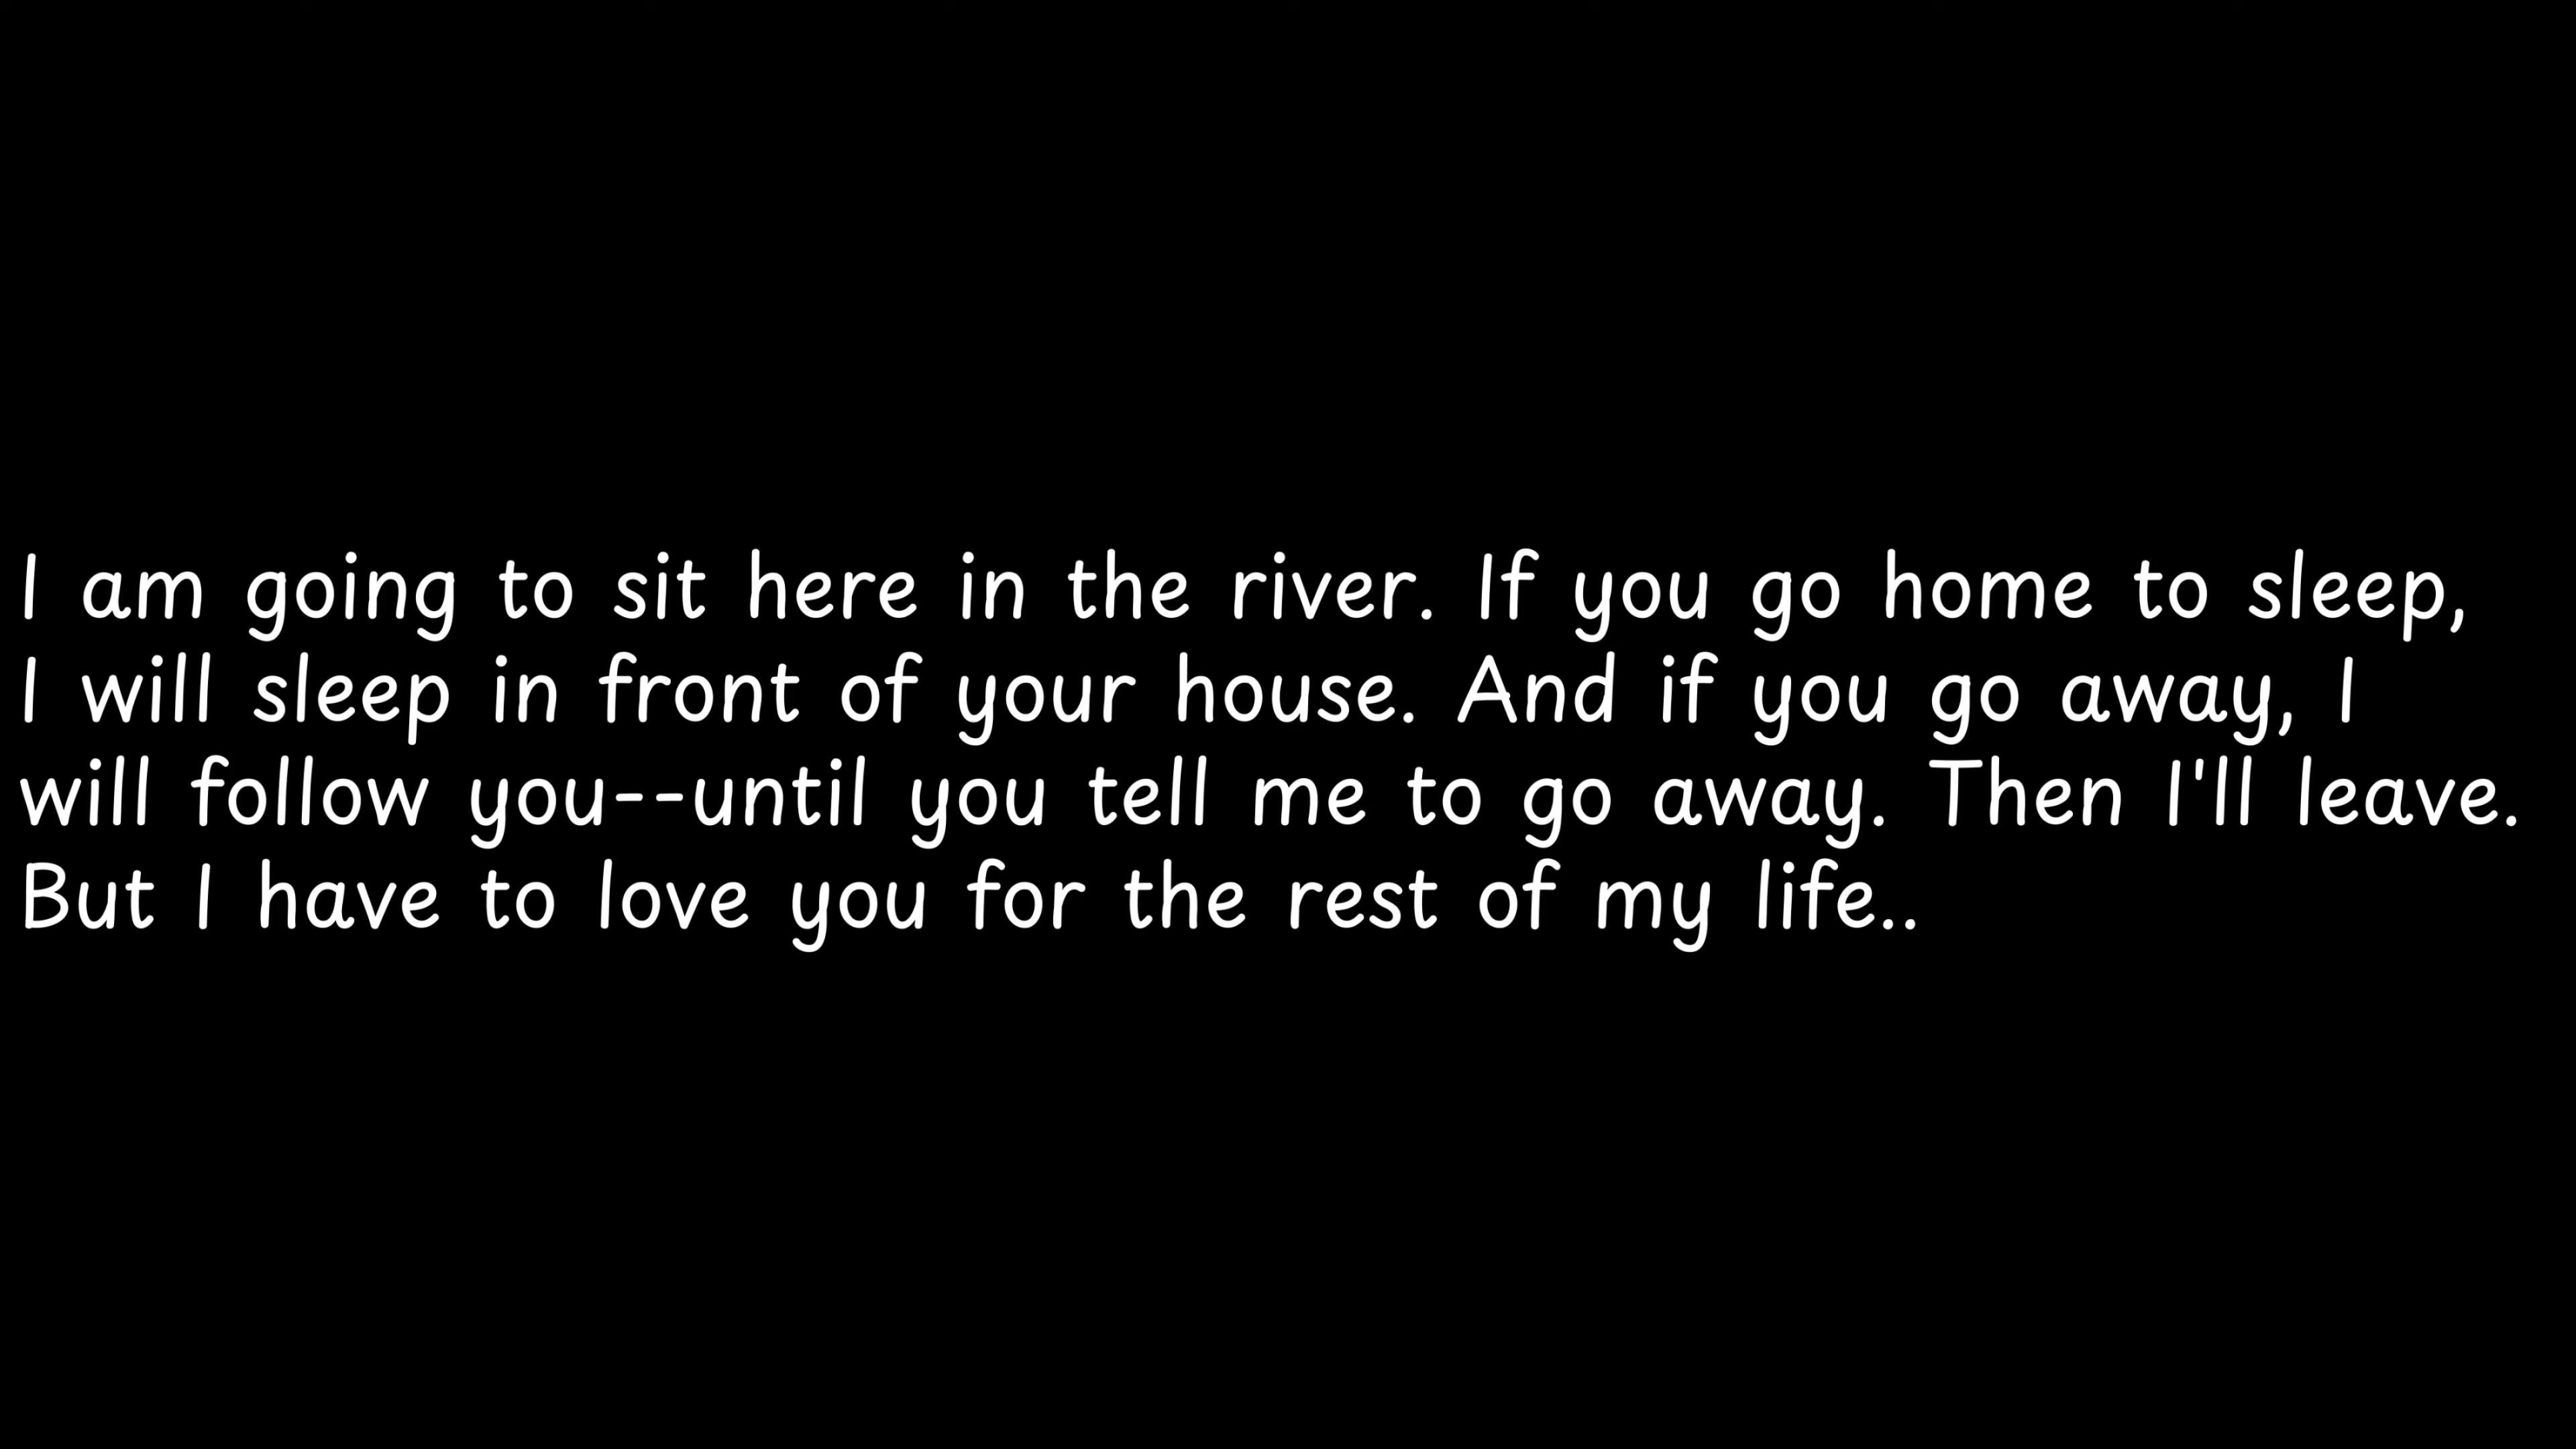 I am going to sit here in the river. If you go home to sleep,
I will sleep in front of your house. And if you go away, I
will follow you--until you tell me to go away. Then I'll leave.
But I have to love you for the rest of my life..